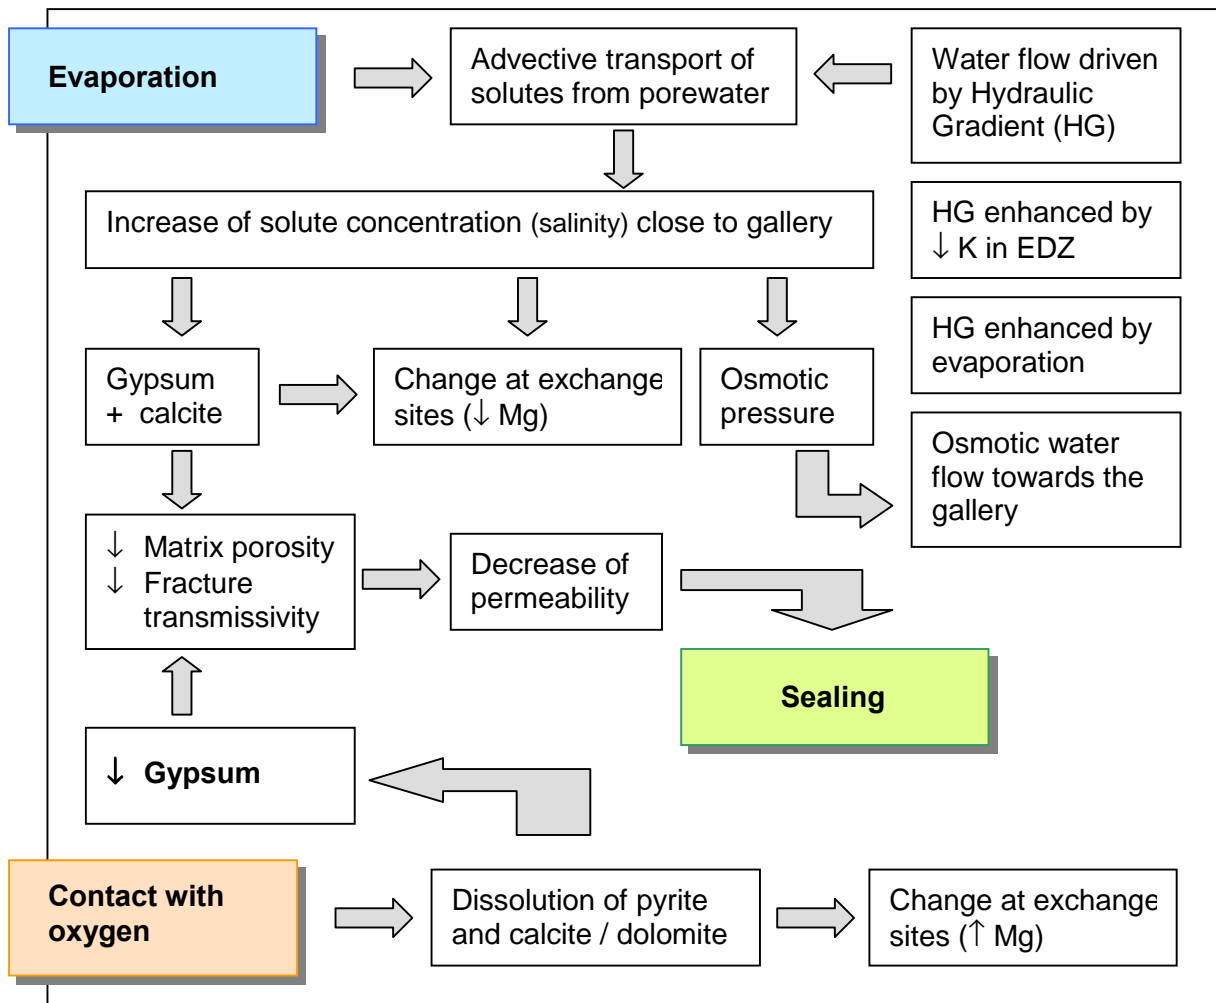 Evaporation
Advective transport of
solutes from porewater
Water flow driven
by Hydraulic
Gradient (HG)
Increase of solute concentration (salinity) close to gallery
HG enhanced by
↓ K in EDZ
HG enhanced by
evaporation
Gypsum
+ calcite
Change at exchange
sites (↓ Mg)
Osmotic
pressure
Osmotic water
flow towards the
gallery
↓ Matrix porosity
↓ Fracture
transmissivity
Decrease of
permeability
Sealing
↓ Gypsum
Contact with
oxygen
Dissolution of pyrite
and calcite / dolomite
Change at exchange
sites (↑ Mg)